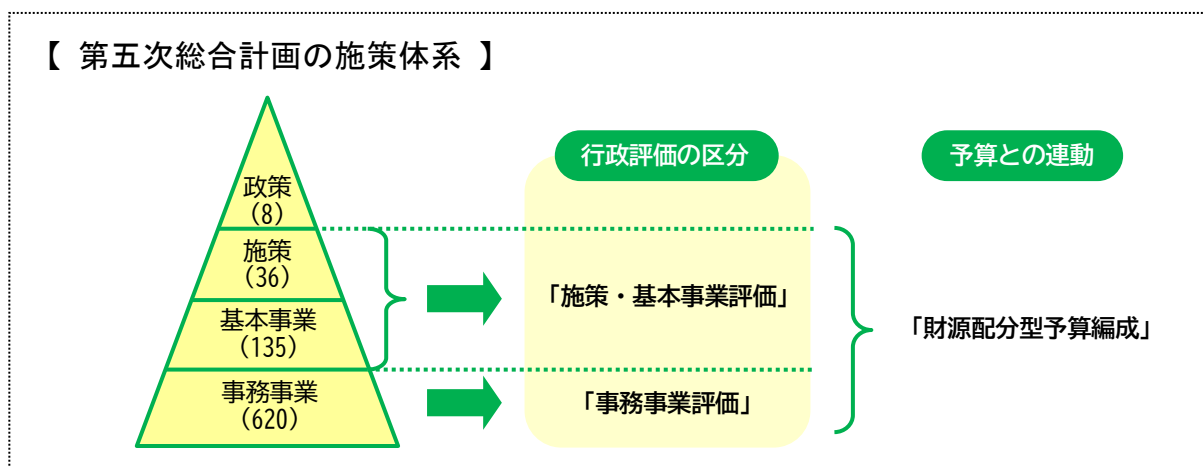 【 第五次総合計画の施策体系 】
行政評価の区分
予算との連動
政策
(8)
施策
(36)
基本事業
(135)
事務事業
(620)
「施策・基本事業評価」
「事務事業評価」
「財源配分型予算編成」